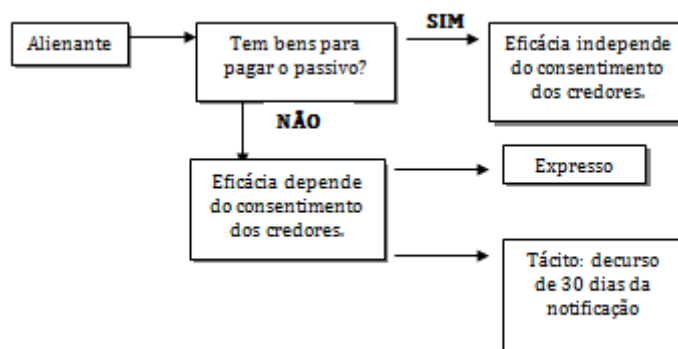 Alienante
Tem bens para
pagar o passivo?
SIM
Eficácia independe
do consentimento
dos credores.
NÃO
Eficácia depende
do consentimento
dos credores.
Expresso
Tácito: decurso
de 30 dias da
notificação